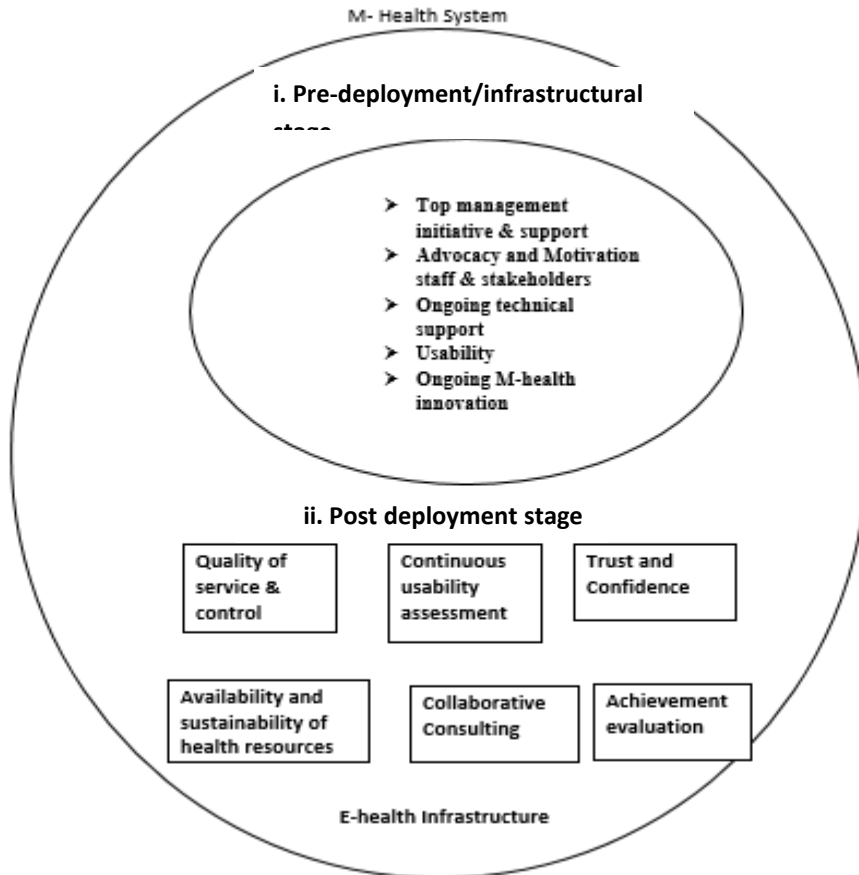 M- Health System
i. Pre-deployment/infrastructural
stage
➤ Top management
initiative & support
➤ Advocacy and Motivation
staff & stakeholders
➤ Ongoing technical
support
➤ Usability
➤ Ongoing M-health
innovation
ii. Post deployment stage
Quality of
service &
control
Continuous
usability
assessment
Trust and
Confidence
Availability and
sustainability of
health resources
Collaborative
Consulting
Achievement
evaluation
E-health Infrastructure